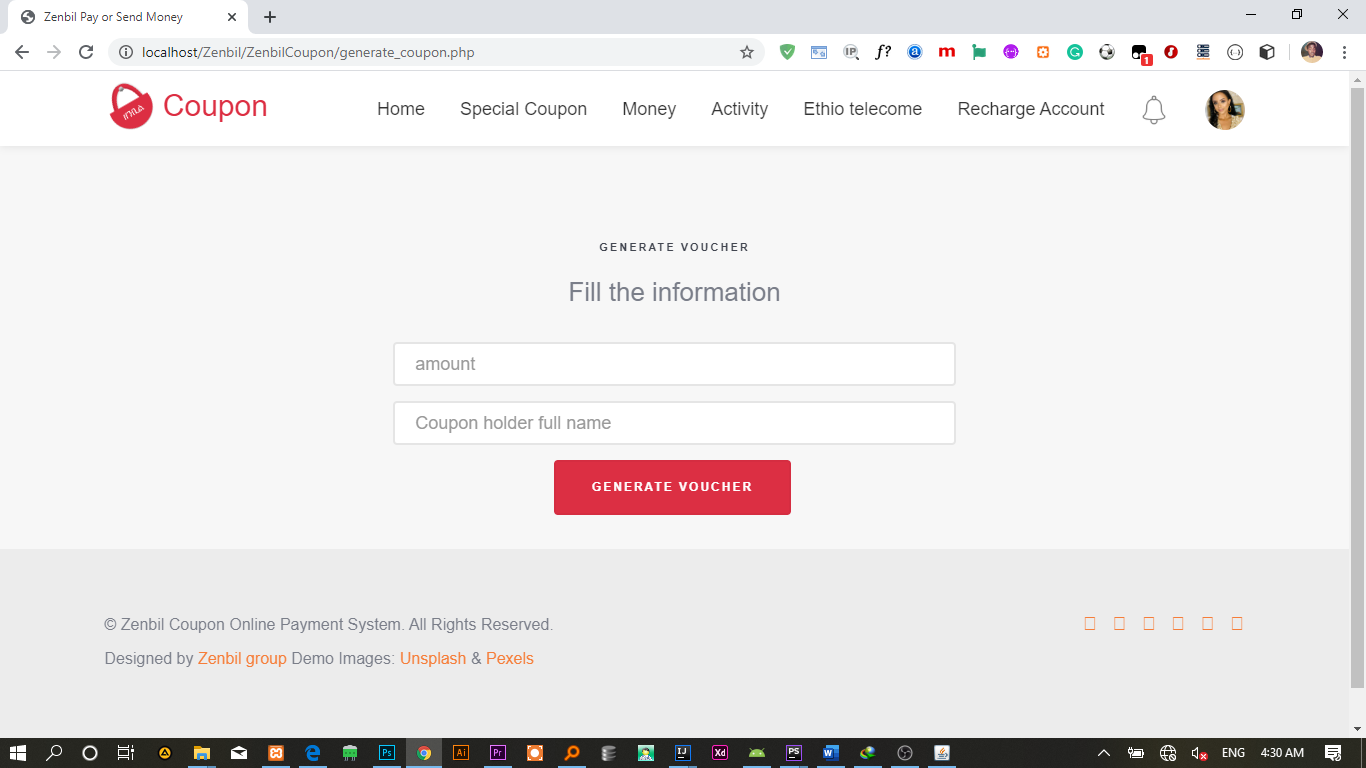 Zenbil Pay or Send Money
localhost/Zenbil/ZenbilCoupon/generate_coupon.php
Coupon
Home Special Coupon Money Activity Ethio telecome Recharge Account
GENERATE VOUCHER
Fill the information
amount
Coupon holder full name
GENERATE VOUCHER
© Zenbil Coupon Online Payment System. All Rights Reserved.
Designed by Zenbil group Demo Images: Unsplash & Pexels
ENG 4:30 AM